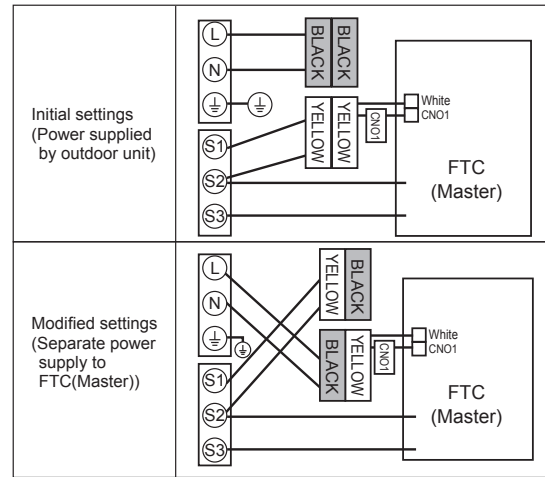 Initial settings
(Power supplied
by outdoor unit)
L
N
S1
S2
S3
BLACK
BLACK
YELLOW
YELLOW
CNO1
White
CNO1
FTC
(Master)
Modified settings
(Separate power
supply to
FTC(Master))
L
N
S1
S2
S3
YELLOW
BLACK
BLACK
YELLOW
CNO1
White
CNO1
FTC
(Master)